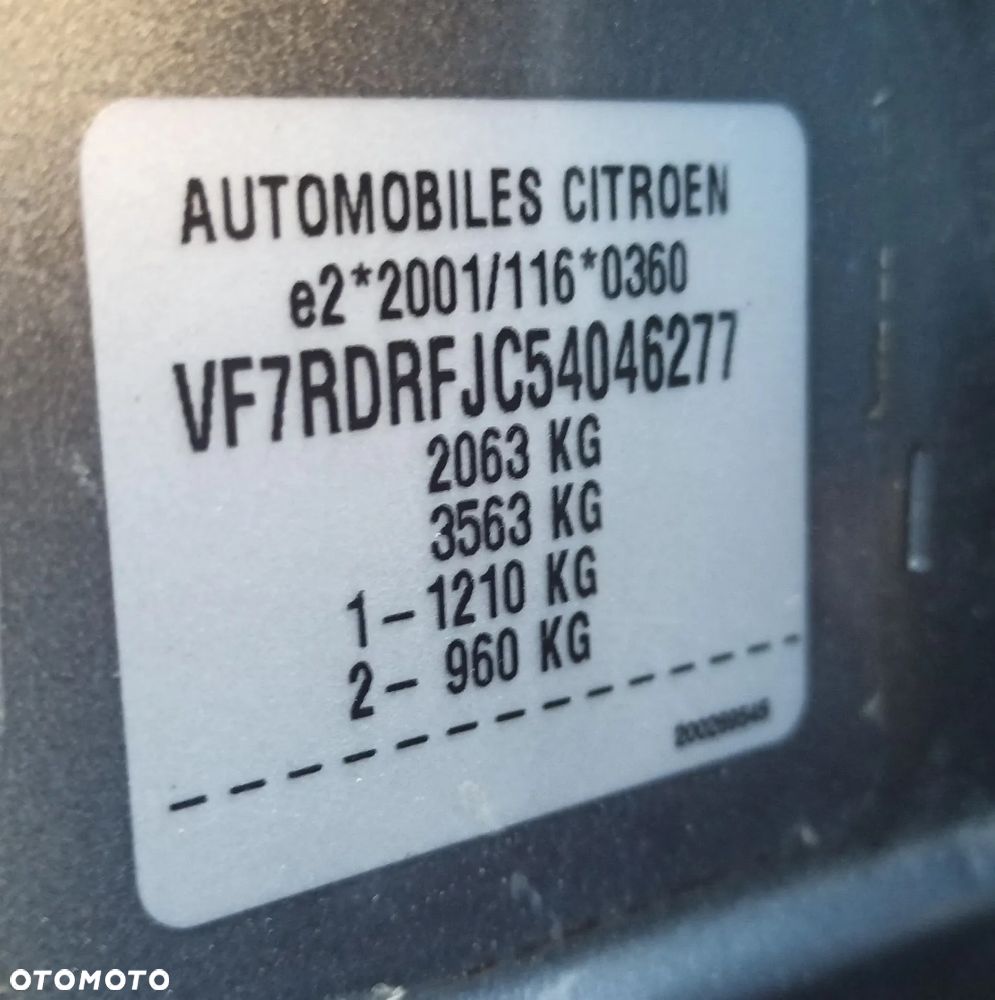 AUTOMOBILES CITROEN
e2*2001/116*0360
VF7RDRFJC54046277
2063 KG
3563 KG
1-1210 KG
2- 960 KG
OTOMOTO